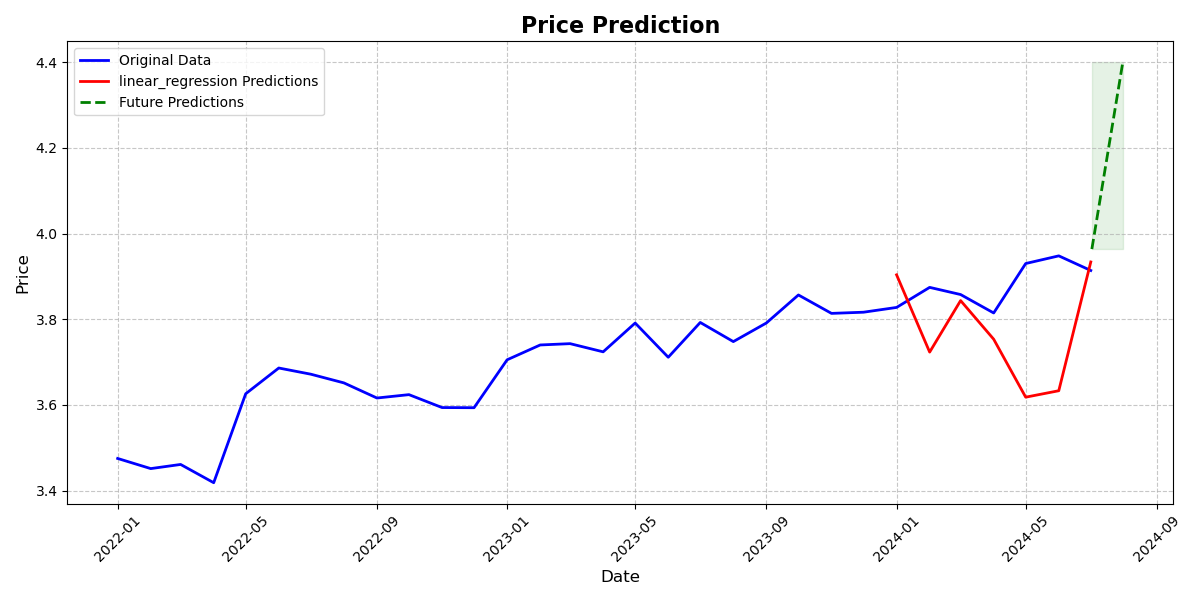 Price Prediction
Original Data
linear_regression Predictions
Future Predictions
Price
4.4
4.2
4.0
3.8
3.6
3.4
2022-01
2022-05
2022-09
2023-01
2023-05
2023-09
2024-01
2024-05
2024-09
Date